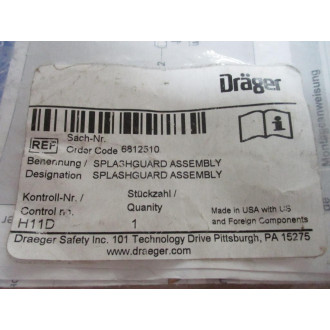 Dräger
REF
Sach-Nr.
Order Code 6812510
Benennung / SPLASHGUARD ASSEMBLY
Designation SPLASHGUARD ASSEMBLY
Kontroll-Nr./ Stückzahl /
Control no. Quanity
H11D 1
Made in USA with US
and Foreign Components
Draeger Safety Inc. 101 Technology Drive Pittsburgh, PA 15275
www.draeger.com